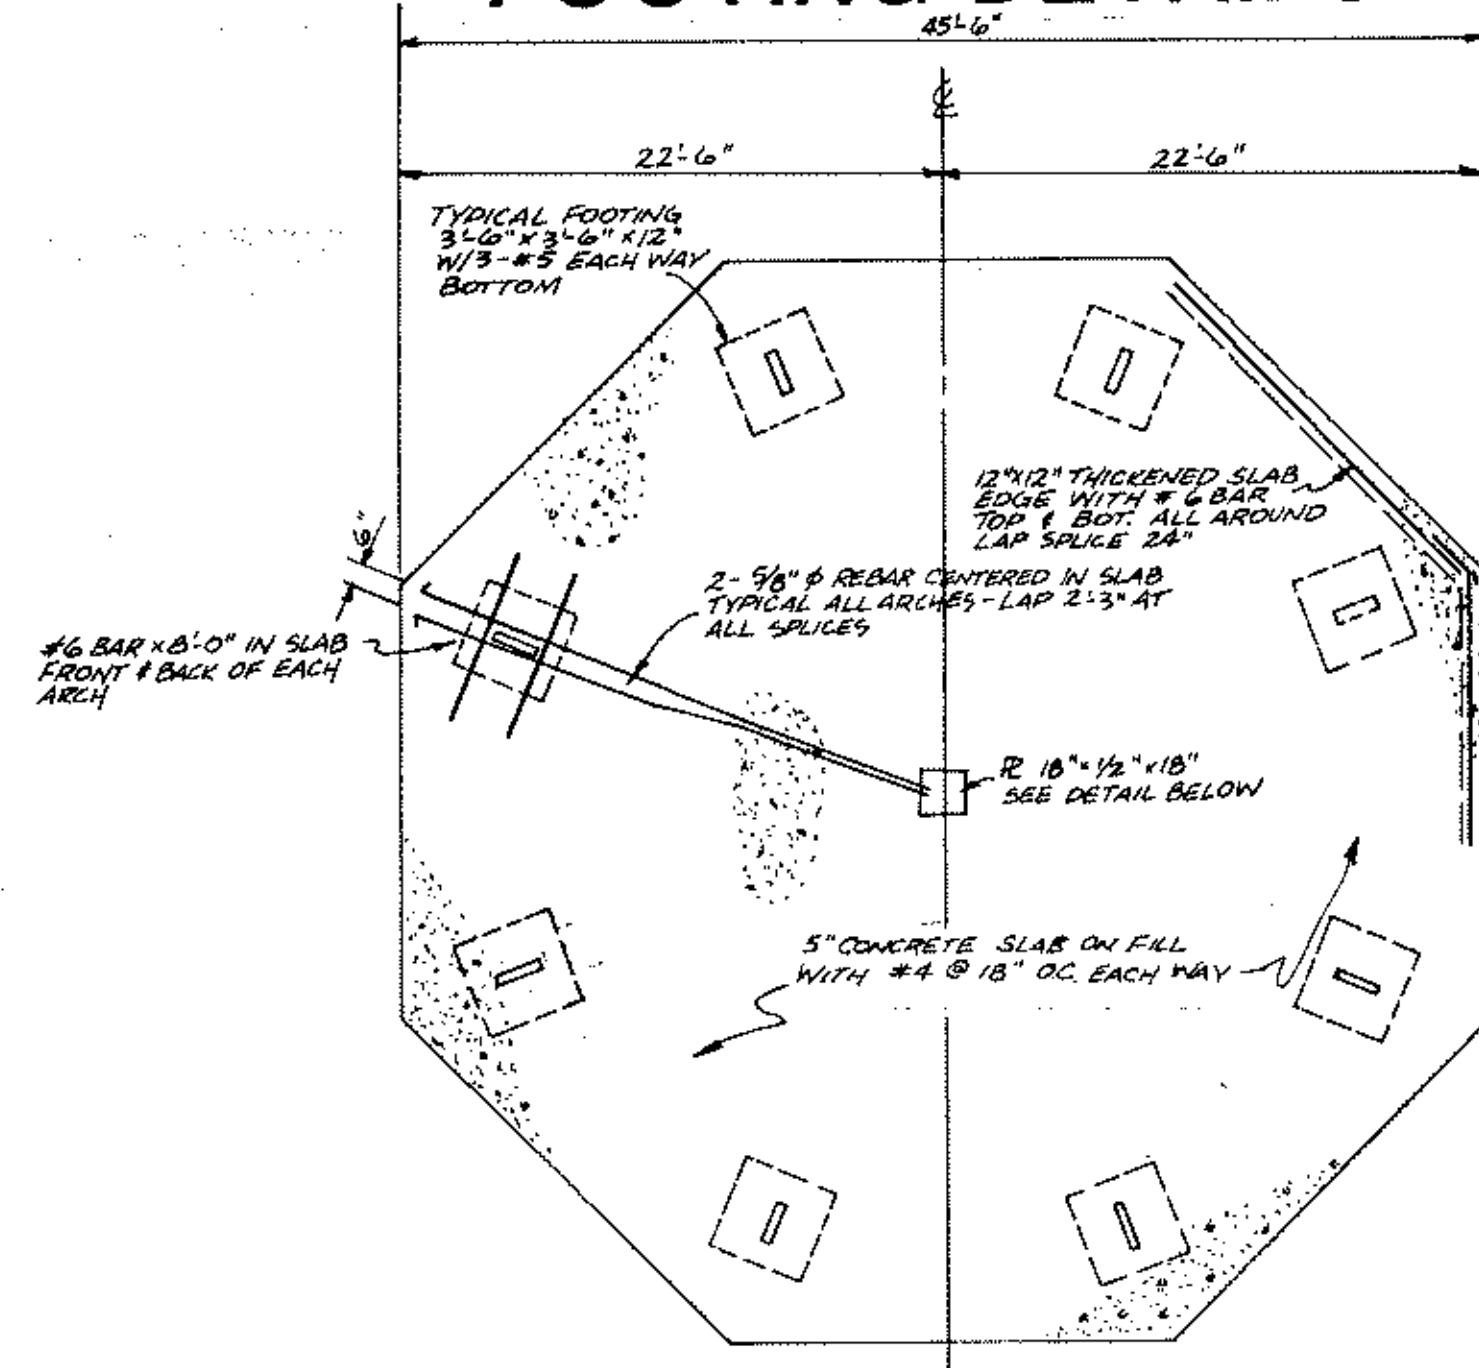 FOOTING DETAIL
45'-6"
℄
22'-6"
22'-6"
TYPICAL FOOTING
3'-6" x 3'-6" x 12"
W/3-#5 EACH WAY
BOTTOM
12"X12" THICKENED SLAB
EDGE WITH #6 BAR
TOP & BOT. ALL AROUND
LAP SPLICE 24"
6"
2- 5/8" ϕ REBAR CENTERED IN SLAB
TYPICAL ALL ARCHES-LAP 2'-3" AT
ALL SPLICES
#6 BAR x 8'-0" IN SLAB
FRONT & BACK OF EACH
ARCH
PL 18" x 1/2" x 18"
SEE DETAIL BELOW
5" CONCRETE SLAB ON FILL
WITH #4 @ 18" OC. EACH WAY